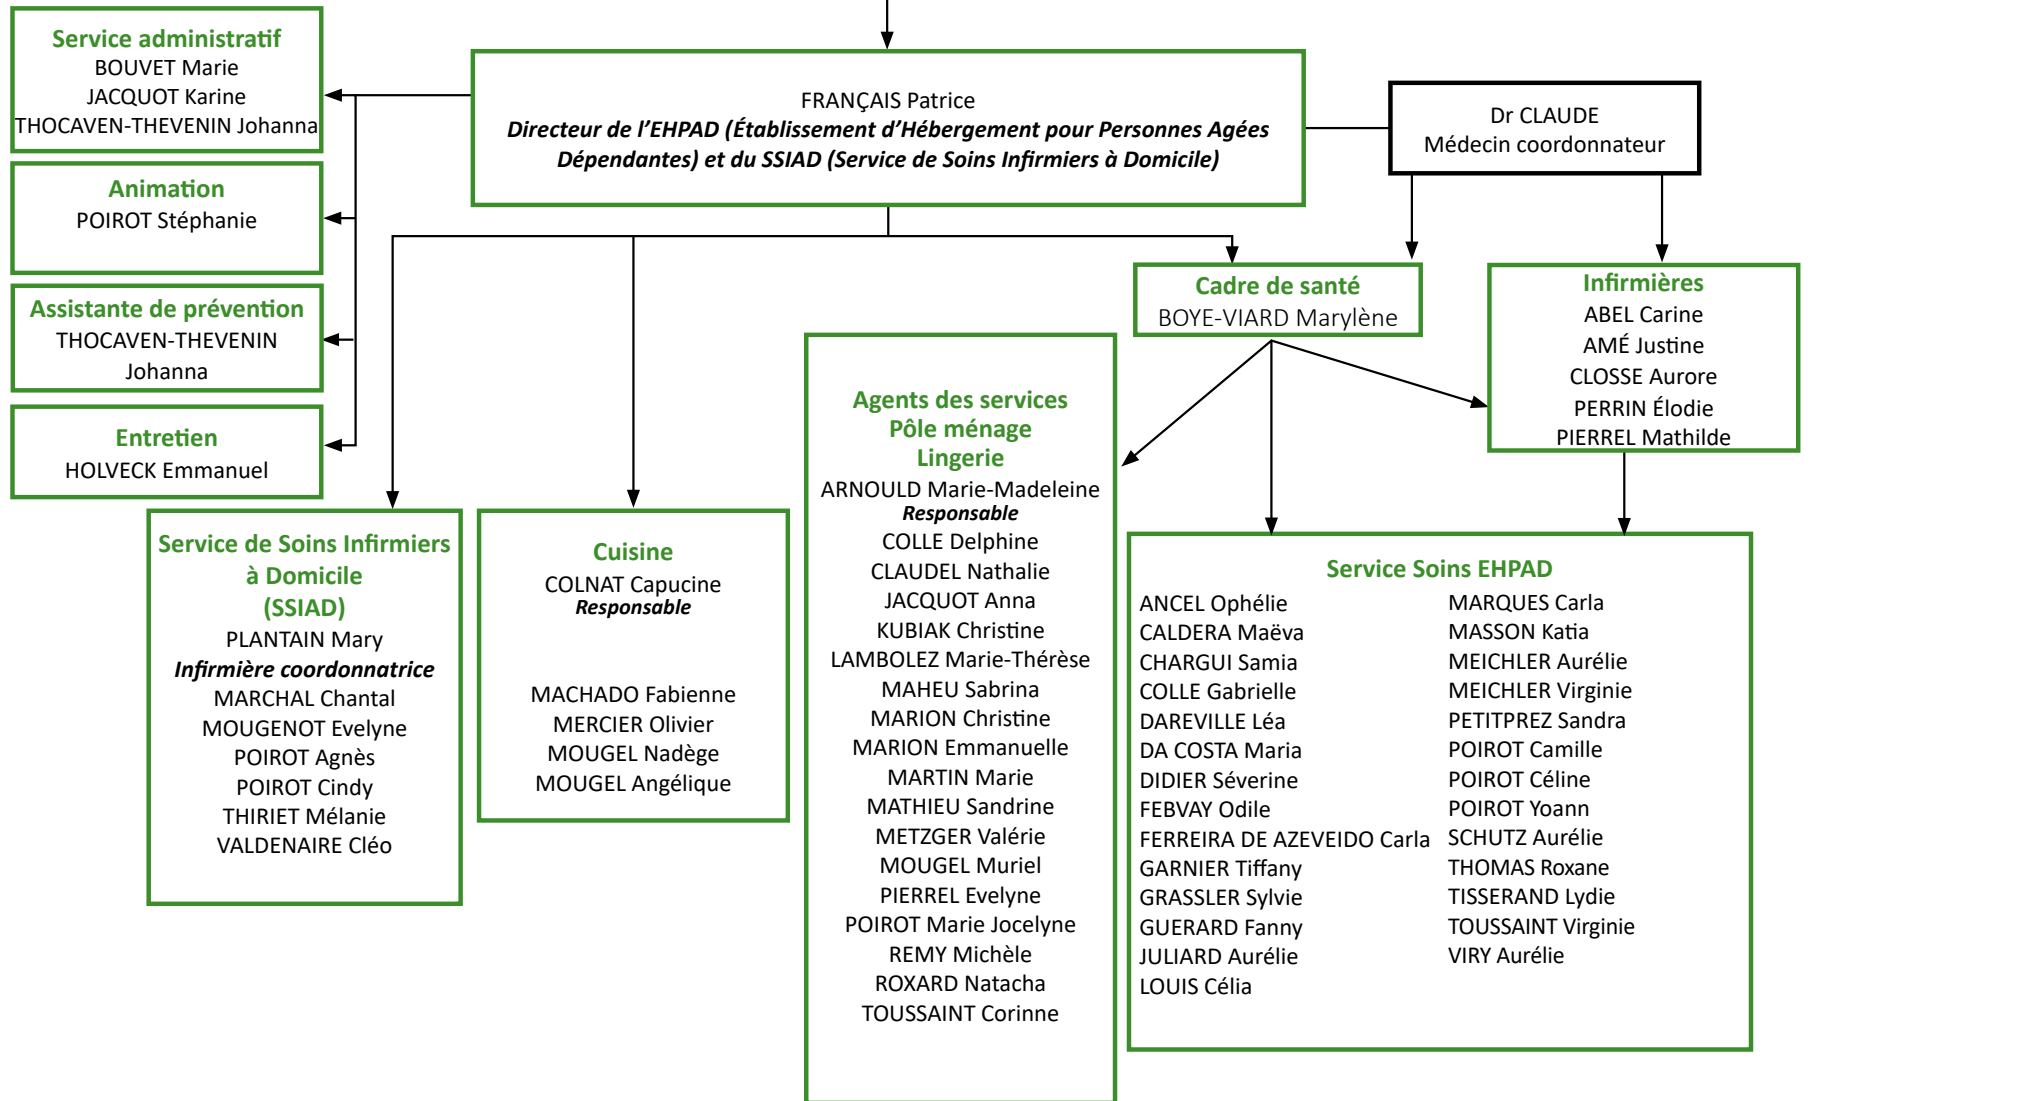 Service administratif
BOUVET Marie
JACQUOT Karine
THOCAVEN-THEVENIN Johanna
Animation
POIROT Stéphanie
Assistante de prévention
THOCAVEN-THEVENIN
Johanna
Entretien
HOLVECK Emmanuel
FRANÇAIS Patrice
Directeur de l’EHPAD (Établissement d’Hébergement pour Personnes Agées
Dépendantes) et du SSIAD (Service de Soins Infirmiers à Domicile)
Dr CLAUDE
Médecin coordonnateur
Cadre de santé
BOYE-VIARD Marylène
Infirmières
ABEL Carine
AMÉ Justine
CLOSSE Aurore
PERRIN Élodie
PIERREL Mathilde
Service de Soins Infirmiers
à Domicile
(SSIAD)
PLANTAIN Mary
Infirmière coordonnatrice
MARCHAL Chantal
MOUGENOT Evelyne
POIROT Agnès
POIROT Cindy
THIRIET Mélanie
VALDENAIRE Cléo
Cuisine
COLNAT Capucine
Responsable
MACHADO Fabienne
MERCIER Olivier
MOUGEL Nadège
MOUGEL Angélique
Agents des services
Pôle ménage
Lingerie
ARNOULD Marie-Madeleine
Responsable
COLLE Delphine
CLAUDEL Nathalie
JACQUOT Anna
KUBIAK Christine
LAMBOLEZ Marie-Thérèse
MAHEU Sabrina
MARION Christine
MARION Emmanuelle
MARTIN Marie
MATHIEU Sandrine
METZGER Valérie
MOUGEL Muriel
PIERREL Evelyne
POIROT Marie Jocelyne
REMY Michèle
ROXARD Natacha
TOUSSAINT Corinne
Service Soins EHPAD
ANCEL Ophélie
CALDERA Maëva
CHARGUI Samia
COLLE Gabrielle
DAREVILLE Léa
DA COSTA Maria
DIDIER Séverine
FEBVAY Odile
FERREIRA DE AZEVEIDO Carla
GARNIER Tiffany
GRASSLER Sylvie
GUERARD Fanny
JULIARD Aurélie
LOUIS Célia
MARQUES Carla
MASSON Katia
MEICHLER Aurélie
MEICHLER Virginie
PETITPREZ Sandra
POIROT Camille
POIROT Céline
POIROT Yoann
SCHUTZ Aurélie
THOMAS Roxane
TISSERAND Lydie
TOUSSAINT Virginie
VIRY Aurélie